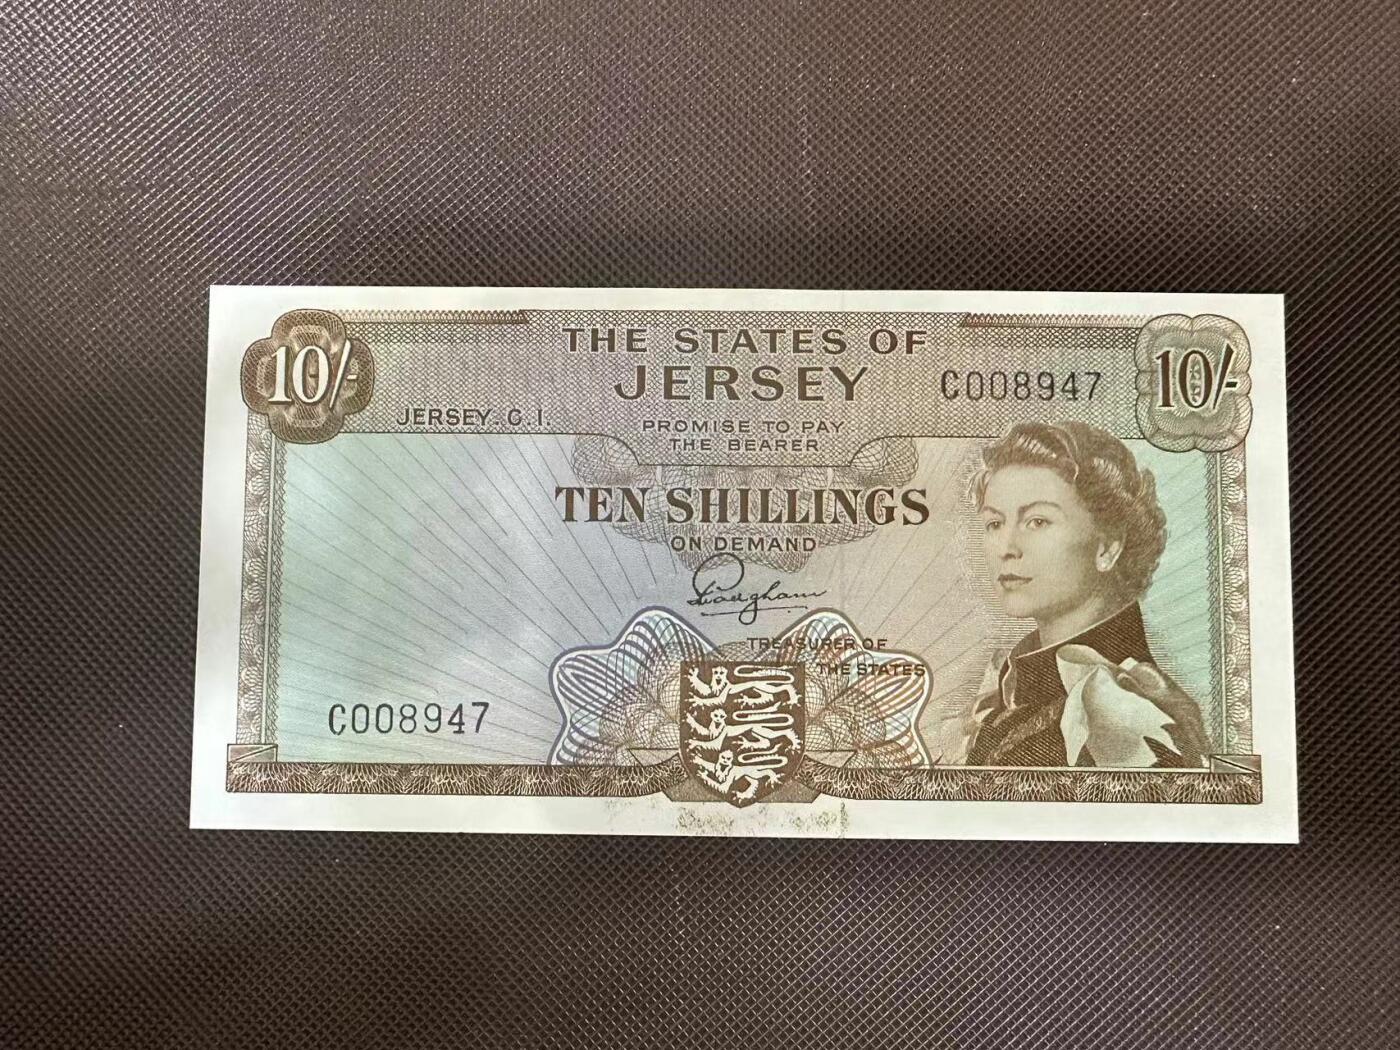 10/-
THE STATES OF
JERSEY
C008947
10/-
JERSEY. C. I.
PROMISE TO PAY
THE BEARER
TEN SHILLINGS
ON DEMAND
TREASURER OF
THE STATES
C008947